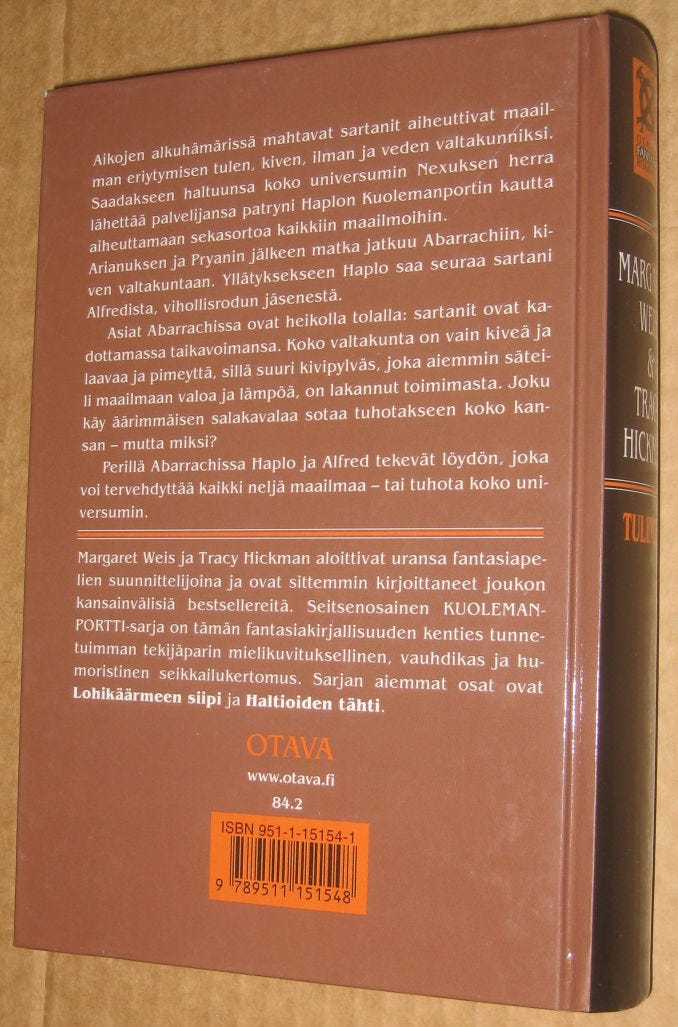 Aikojen alkuhämärissä mahtavat sartanit aiheuttivat maail-
man eriytymisen tulen, kiven, ilman ja veden valtakunniksi.
Saadakseen haltuunsa koko universumin Nexuksen herra
lähettää palvelijansa patryni Haplon Kuolemanportin kautta
aiheuttamaan sekasortoa kaikkiin maailmoihin.
Arianuksen ja Pryanin jälkeen matka jatkuu Abarrachiin, ki-
ven valtakuntaan. Yllätyksekseen Haplo saa seuraa sartani
Alfredista, vihollisrodun jäsenestä.
Asiat Abarrachissa ovat heikolla tolalla: sartanit ovat ka-
dottamassa taikavoimansa. Koko valtakunta on vain kiveä ja
laavaa ja pimeyttä, sillä suuri kivipylväs, joka aiemmin sätei-
li maailmaan valoa ja lämpöä, on lakannut toimimasta. Joku
käy äärimmäisen salakavalaa sotaa tuhotakseen koko kan-
san – mutta miksi?
Perillä Abarrachissa Haplo ja Alfred tekevät löydön, joka
voi tervehdyttää kaikki neljä maailmaa – tai tuhota koko uni-
versumin.
Margaret Weis ja Tracy Hickman aloittivat uransa fantasiape-
lien suunnittelijoina ja ovat sittemmin kirjoittaneet joukon
kansainvälisiä bestsellereitä. Seitsenosainen KUOLEMAN-
PORTTI-sarja on tämän fantasiakirjallisuuden kenties tunne-
tuimman tekijäparin mielikuvituksellinen, vauhdikas ja hu-
moristinen seikkailukertomus. Sarjan aiemmat osat ovat
Lohikäärmeen siipi ja Haltioiden tähti.
OTAVA
www.otava.fi
84.2
ISBN 951-1-15154-1
9 789511 151548
&